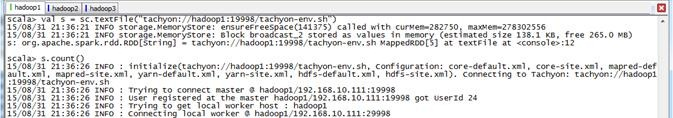 hadoop1
hadoop2
hadoop3
scala> val s = sc.textFile("tachyon://hadoop1:19998/tachyon-env.sh")
15/08/31 21:36:21 INFO storage.MemoryStore: ensureFreeSpace(141375) called with curMem=282750, maxMem=278302556
15/08/31 21:36:21 INFO storage.MemoryStore: Block broadcast_2 stored as values in memory (estimated size 138.1 KB, free 265.0 MB)
s: org.apache.spark.rdd.RDD[String] = tachyon://hadoop1:19998/tachyon-env.sh MappedRDD[5] at textFile at <console>:12
scala> s.count()
15/08/31 21:36:26 INFO : initialize(tachyon://hadoop1:19998/tachyon-env.sh, Configuration: core-default.xml, core-site.xml, mapred-def
ault.xml, mapred-site.xml, yarn-default.xml, yarn-site.xml, hdfs-default.xml, hdfs-site.xml). Connecting to Tachyon: tachyon://hadoop1
:19998/tachyon-env.sh
15/08/31 21:36:26 INFO : Trying to connect master @ hadoop1/192.168.10.111:19998
15/08/31 21:36:26 INFO : User registered at the master hadoop1/192.168.10.111:19998 got UserId 24
15/08/31 21:36:26 INFO : Trying to get local worker host : hadoop1
15/08/31 21:36:26 INFO : Connecting local worker @ hadoop1/192.168.10.111:29998